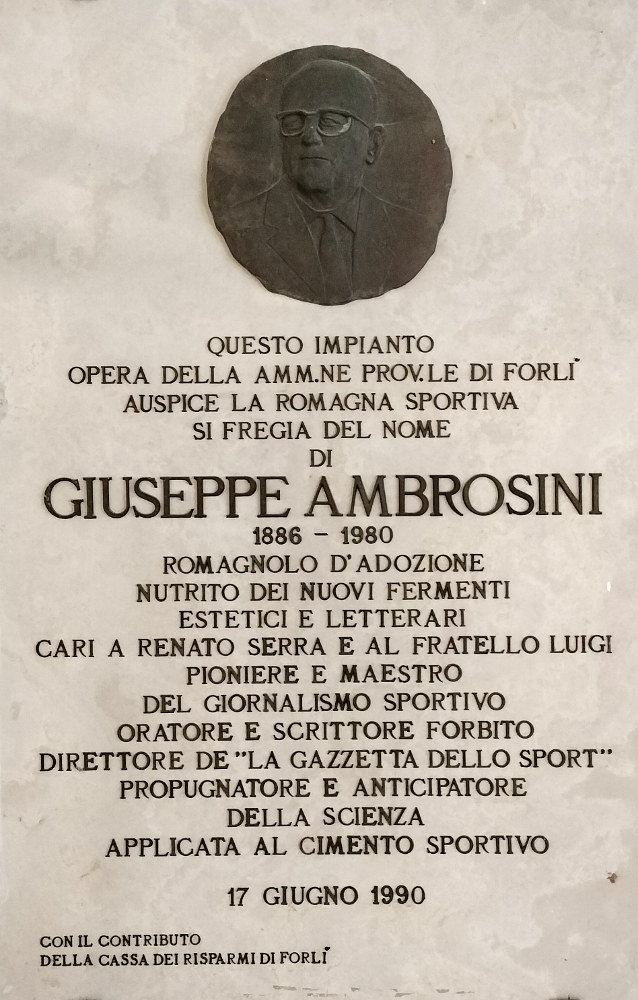 QUESTO IMPIANTO
OPERA DELLA AMM.NE PROV.LE DI FORLI'
AUSPICE LA ROMAGNA SPORTIVA
SI FREGIA DEL NOME
DI
GIUSEPPE AMBROSINI
1886 - 1980
ROMAGNOLO D'ADOZIONE
NUTRITO DEI NUOVI FERMENTI
ESTETICI E LETTERARI
CARI A RENATO SERRA E AL FRATELLO LUIGI
PIONIERE E MAESTRO
DEL GIORNALISMO SPORTIVO
ORATORE E SCRITTORE FORBITO
DIRETTORE DE "LA GAZZETTA DELLO SPORT"
PROPUGNATORE E ANTICIPATORE
DELLA SCIENZA
APPLICATA AL CIMENTO SPORTIVO
17 GIUGNO 1990
CON IL CONTRIBUTO
DELLA CASSA DEI RISPARMI DI FORLI'